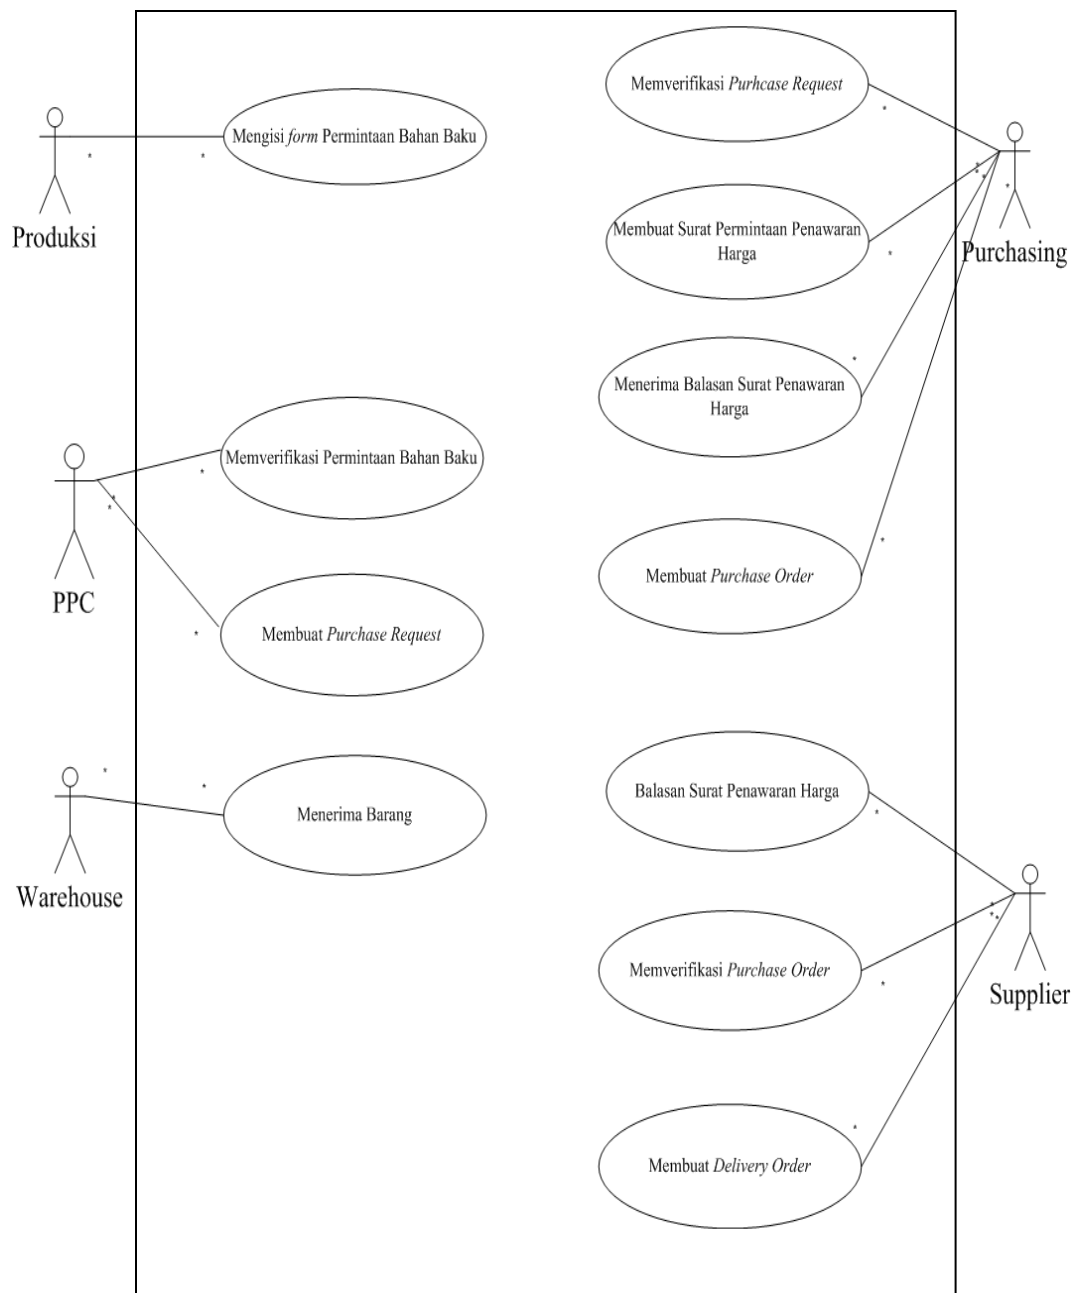 Memverifikasi Purhcase Request
Mengisi form Permintaan Bahan Baku
Produksi
Membuat Surat Permintaan Penawaran
Harga
Purchasing
Menerima Balasan Surat Penawaran
Harga
Memverifikasi Permintaan Bahan Baku
PPC
Membuat Purchase Order
Membuat Purchase Request
Balasan Surat Penawaran Harga
Menerima Barang
Warehouse
Memverifikasi Purchase Order
Supplier
Membuat Delivery Order